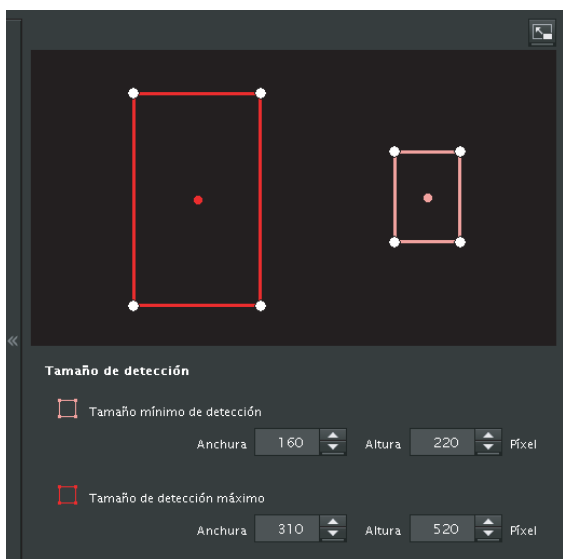 «
Tamaño de detección
Tamaño mínimo de detección
Anchura 160 Altura 220 Píxel
Tamaño de detección máximo
Anchura 310 Altura 520 Píxel